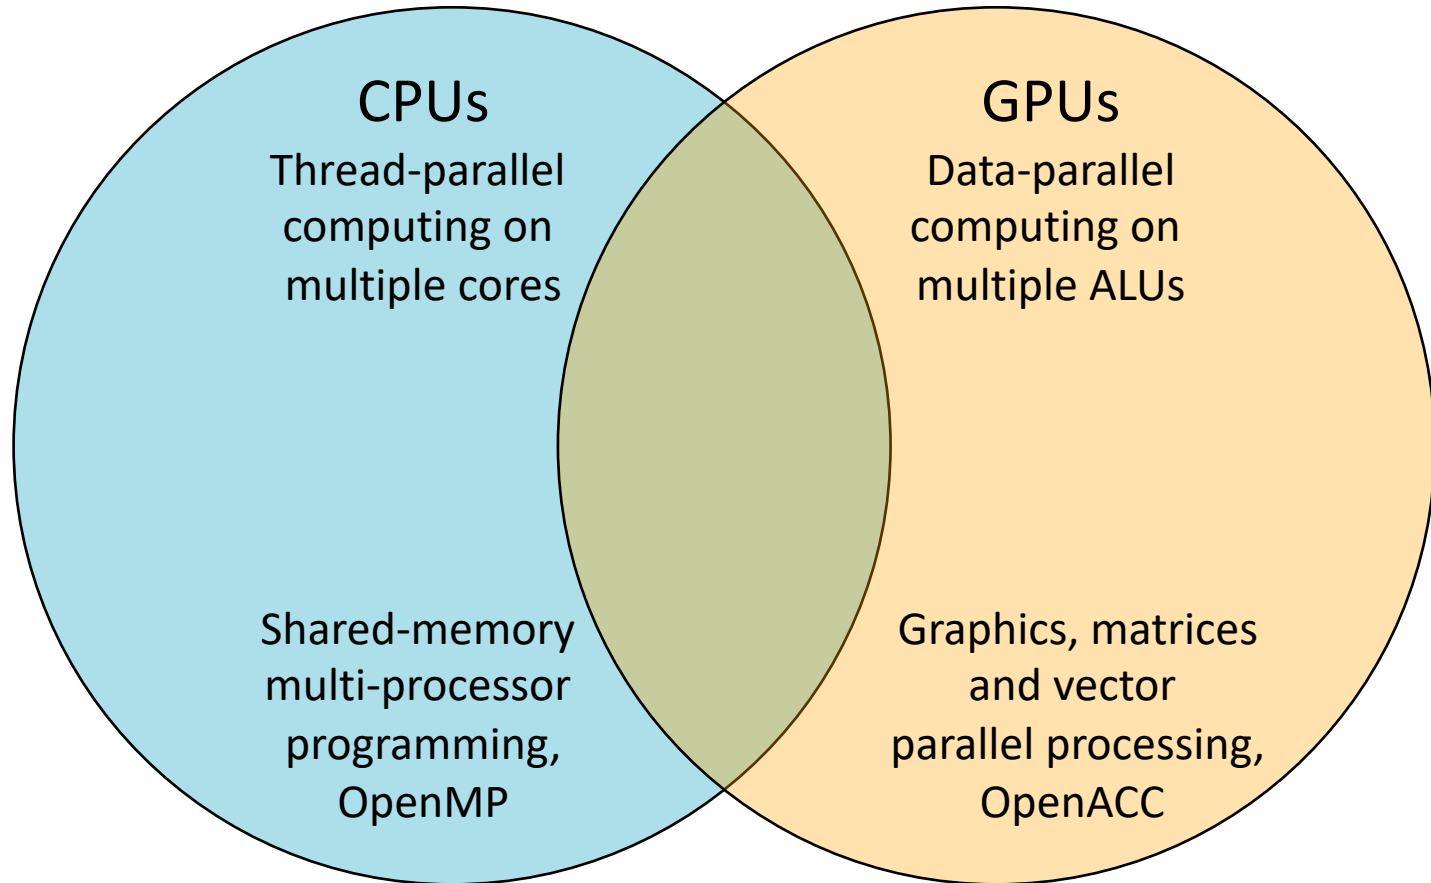 CPUs
Thread-parallel
computing on
multiple cores
Shared-memory
multi-processor
programming,
OpenMP
GPUs
Data-parallel
computing on
multiple ALUs
Graphics, matrices
and vector
parallel processing,
OpenACC